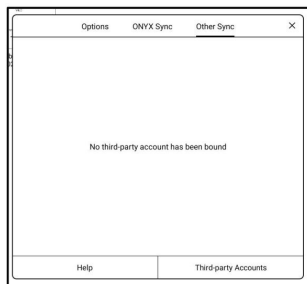 Options ONYX Sync Other Sync ×
No third-party account has been bound
Help Third-party Accounts